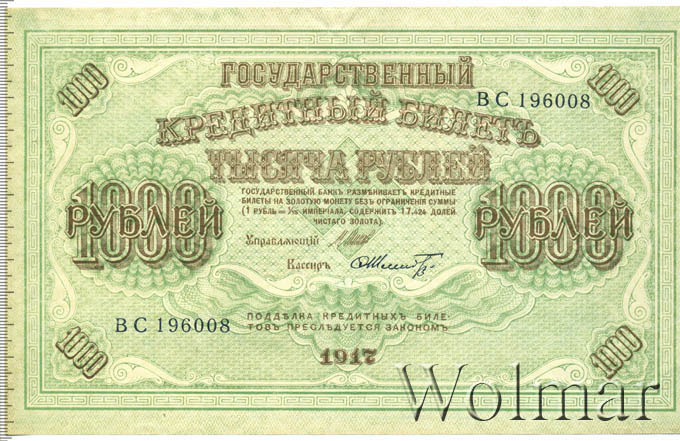 1000
1000
ГОСУДАРСТВЕННЫЙ
ВС 196008
КРЕДИТНЫЙ БИЛЕТЪ
ТЫСЯЧА РУБЛЕЙ
1000
РУБЛЕЙ
1000
РУБЛЕЙ
ГОСУДАРСТВЕННЫЙ БАНКЪ РАЗМѢНИВАЕТЪ КРЕДИТНЫЕ
БИЛЕТЫ НА ЗОЛОТУЮ МОНЕТУ БЕЗЪ ОГРАНИЧЕНІЯ СУММЫ
(1 РУБЛЬ = 1/15 ИМПЕРІАЛА, СОДЕРЖИТЪ 17,424 ДОЛЕЙ
ЧИСТАГО ЗОЛОТА).
Управляющій
Кассиръ
ПОДДѢЛКА КРЕДИТНЫХЪ БИЛЕ-
ТОВЪ ПРЕСЛѢДУЕТСЯ ЗАКОНОМЪ
ВС 196008
1917
1000
1000
Wolmar